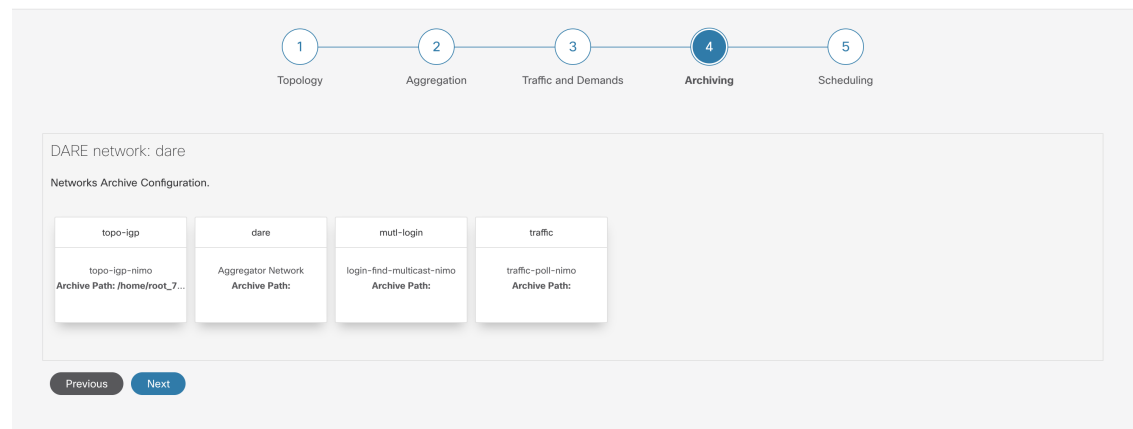 1 2 3 4 5
Topology Aggregation Traffic and Demands Archiving Scheduling
DARE network: dare
Networks Archive Configuration.
topo-igp dare mutl-login traffic
topo-igp-nimo Aggregator Network login-find-multicast-nimo traffic-poll-nimo
Archive Path: /home/root_7... Archive Path: Archive Path: Archive Path:
Previous Next